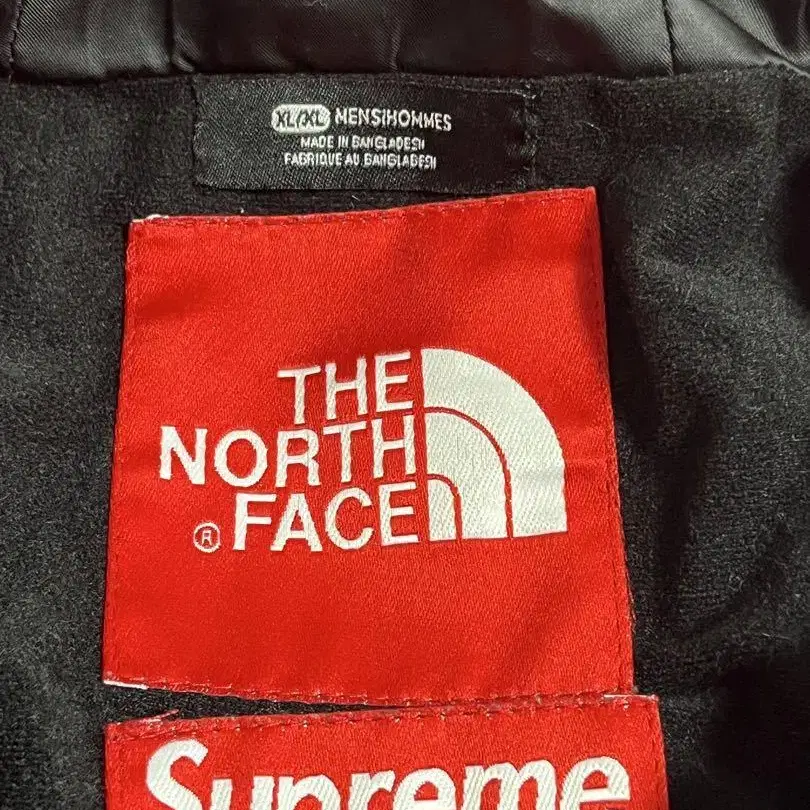 XL/XL MENS/HOMMES
MADE IN BANGLADESH
FABRIQUE AU BANGLADESH
THE
NORTH
® FACE
Supreme